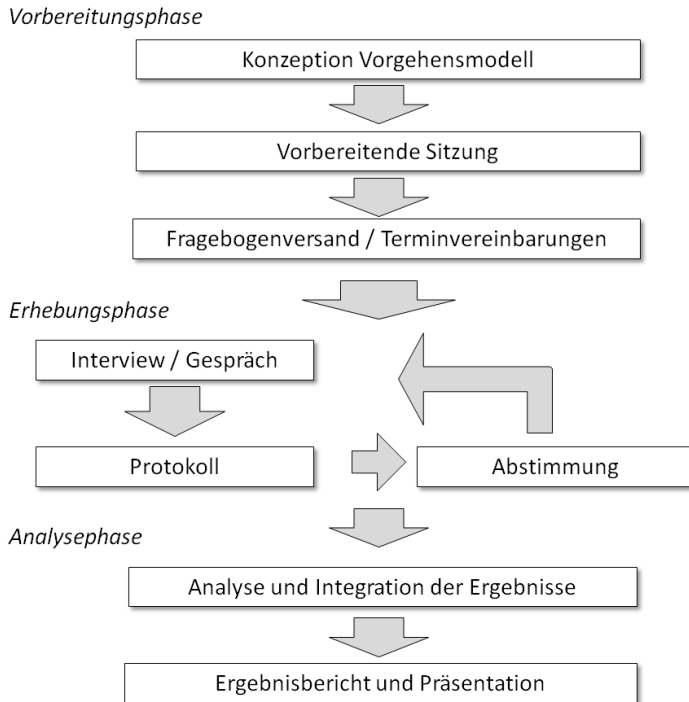 Vorbereitungsphase
Konzeption Vorgehensmodell
Vorbereitende Sitzung
Fragebogenversand / Terminvereinbarungen
Erhebungsphase
Interview / Gespräch
Protokoll
Abstimmung
Analysephase
Analyse und Integration der Ergebnisse
Ergebnisbericht und Präsentation